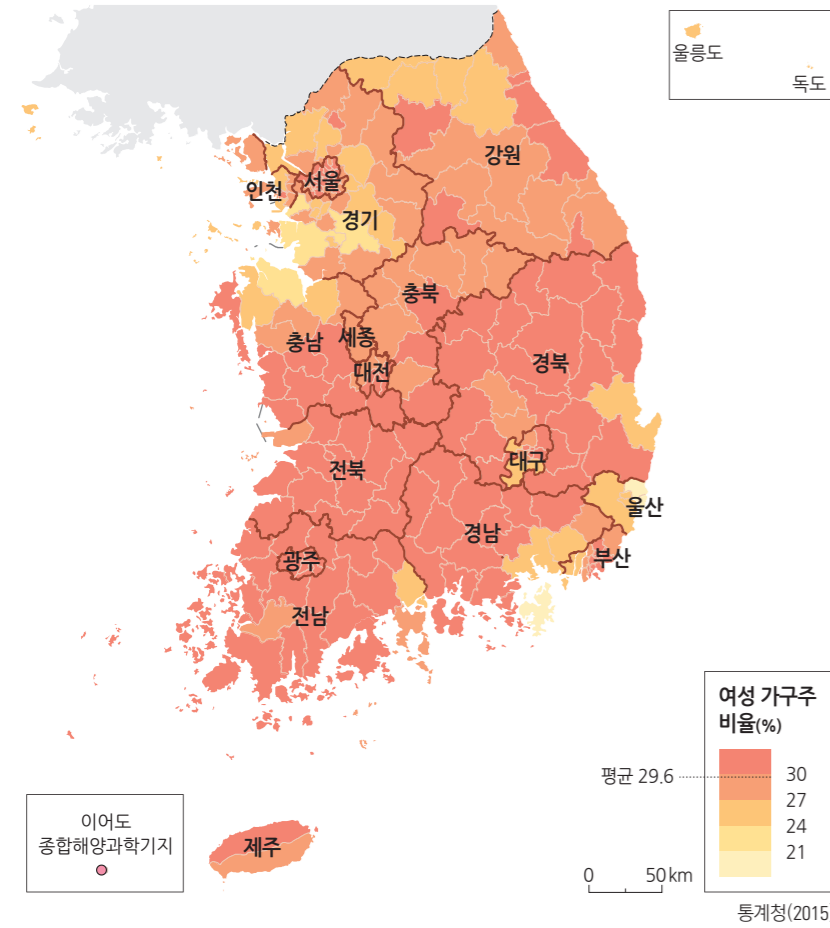 울릉도
독도
강원
인천
서울
경기
충북
충남
세종
대전
경북
전북
대구
울산
경남
부산
광주
전남
제주
이어도
종합해양과학기지
여성 가구주
비율(%)
평균 29.6
30
27
24
21
0 50km
통계청(2015